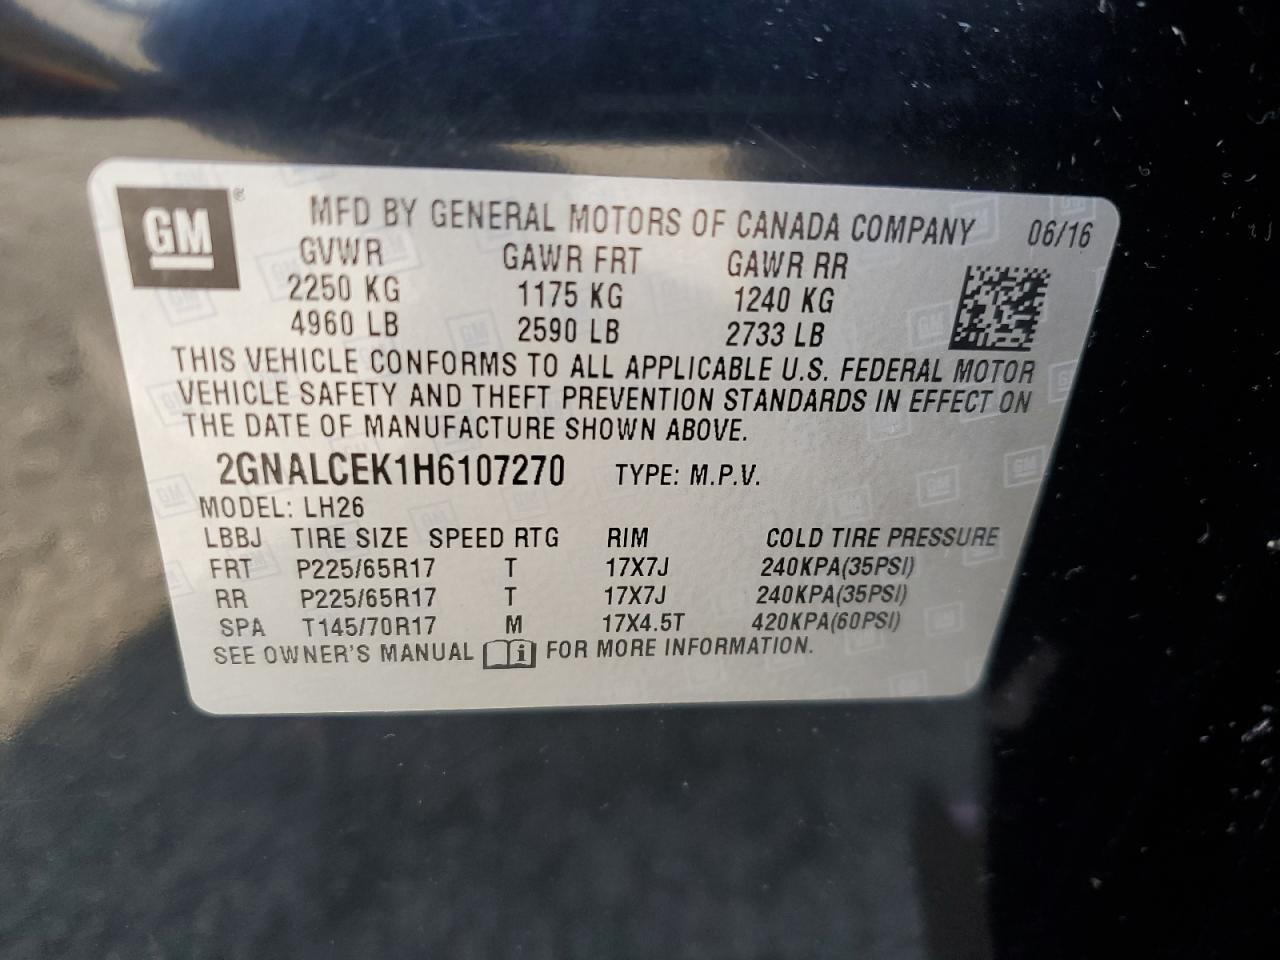 GM ® MFD BY GENERAL MOTORS OF CANADA COMPANY 06/16
GVWR GAWR FRT GAWR RR
2250 KG 1175 KG 1240 KG
4960 LB 2590 LB 2733 LB
THIS VEHICLE CONFORMS TO ALL APPLICABLE U.S. FEDERAL MOTOR
VEHICLE SAFETY AND THEFT PREVENTION STANDARDS IN EFFECT ON
THE DATE OF MANUFACTURE SHOWN ABOVE.
2GNALCEK1H6107270 TYPE: M.P.V.
MODEL: LH26
LBBJ TIRE SIZE SPEED RTG RIM COLD TIRE PRESSURE
FRT P225/65R17 T 17X7J 240KPA(35PSI)
RR P225/65R17 T 17X7J 240KPA(35PSI)
SPA T145/70R17 M 17X4.5T 420KPA(60PSI)
SEE OWNER'S MANUAL i FOR MORE INFORMATION.